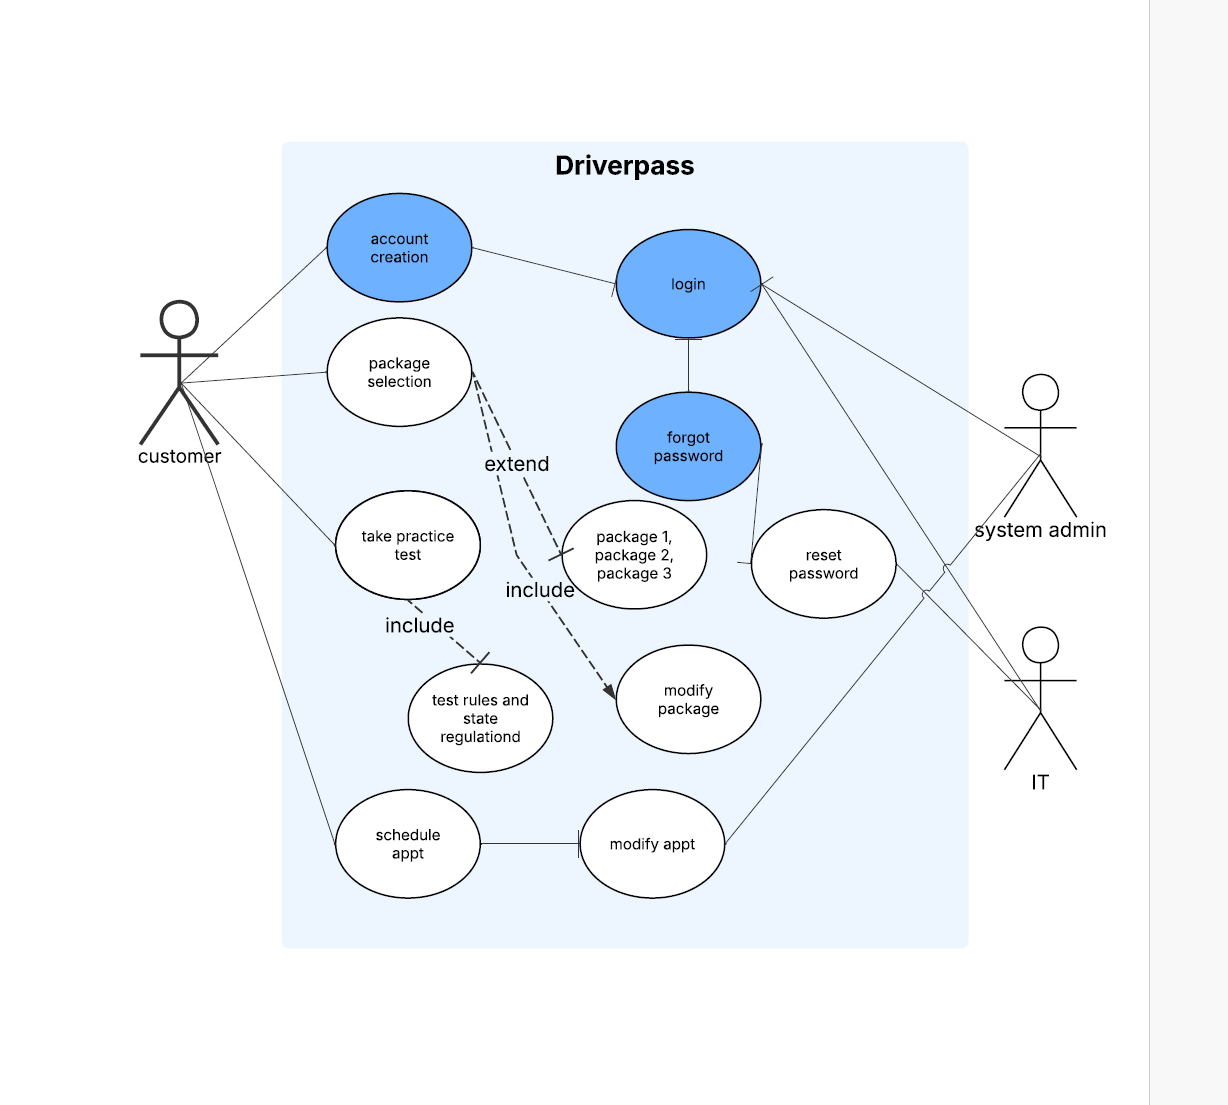 Driverpass
account
creation
login
package
selection
customer
extend
forgot
password
system admin
take practice
test
package 1,
package 2,
package 3
reset
password
include
include
test rules and
state
regulationd
modify
package
IT
schedule
appt
modify appt